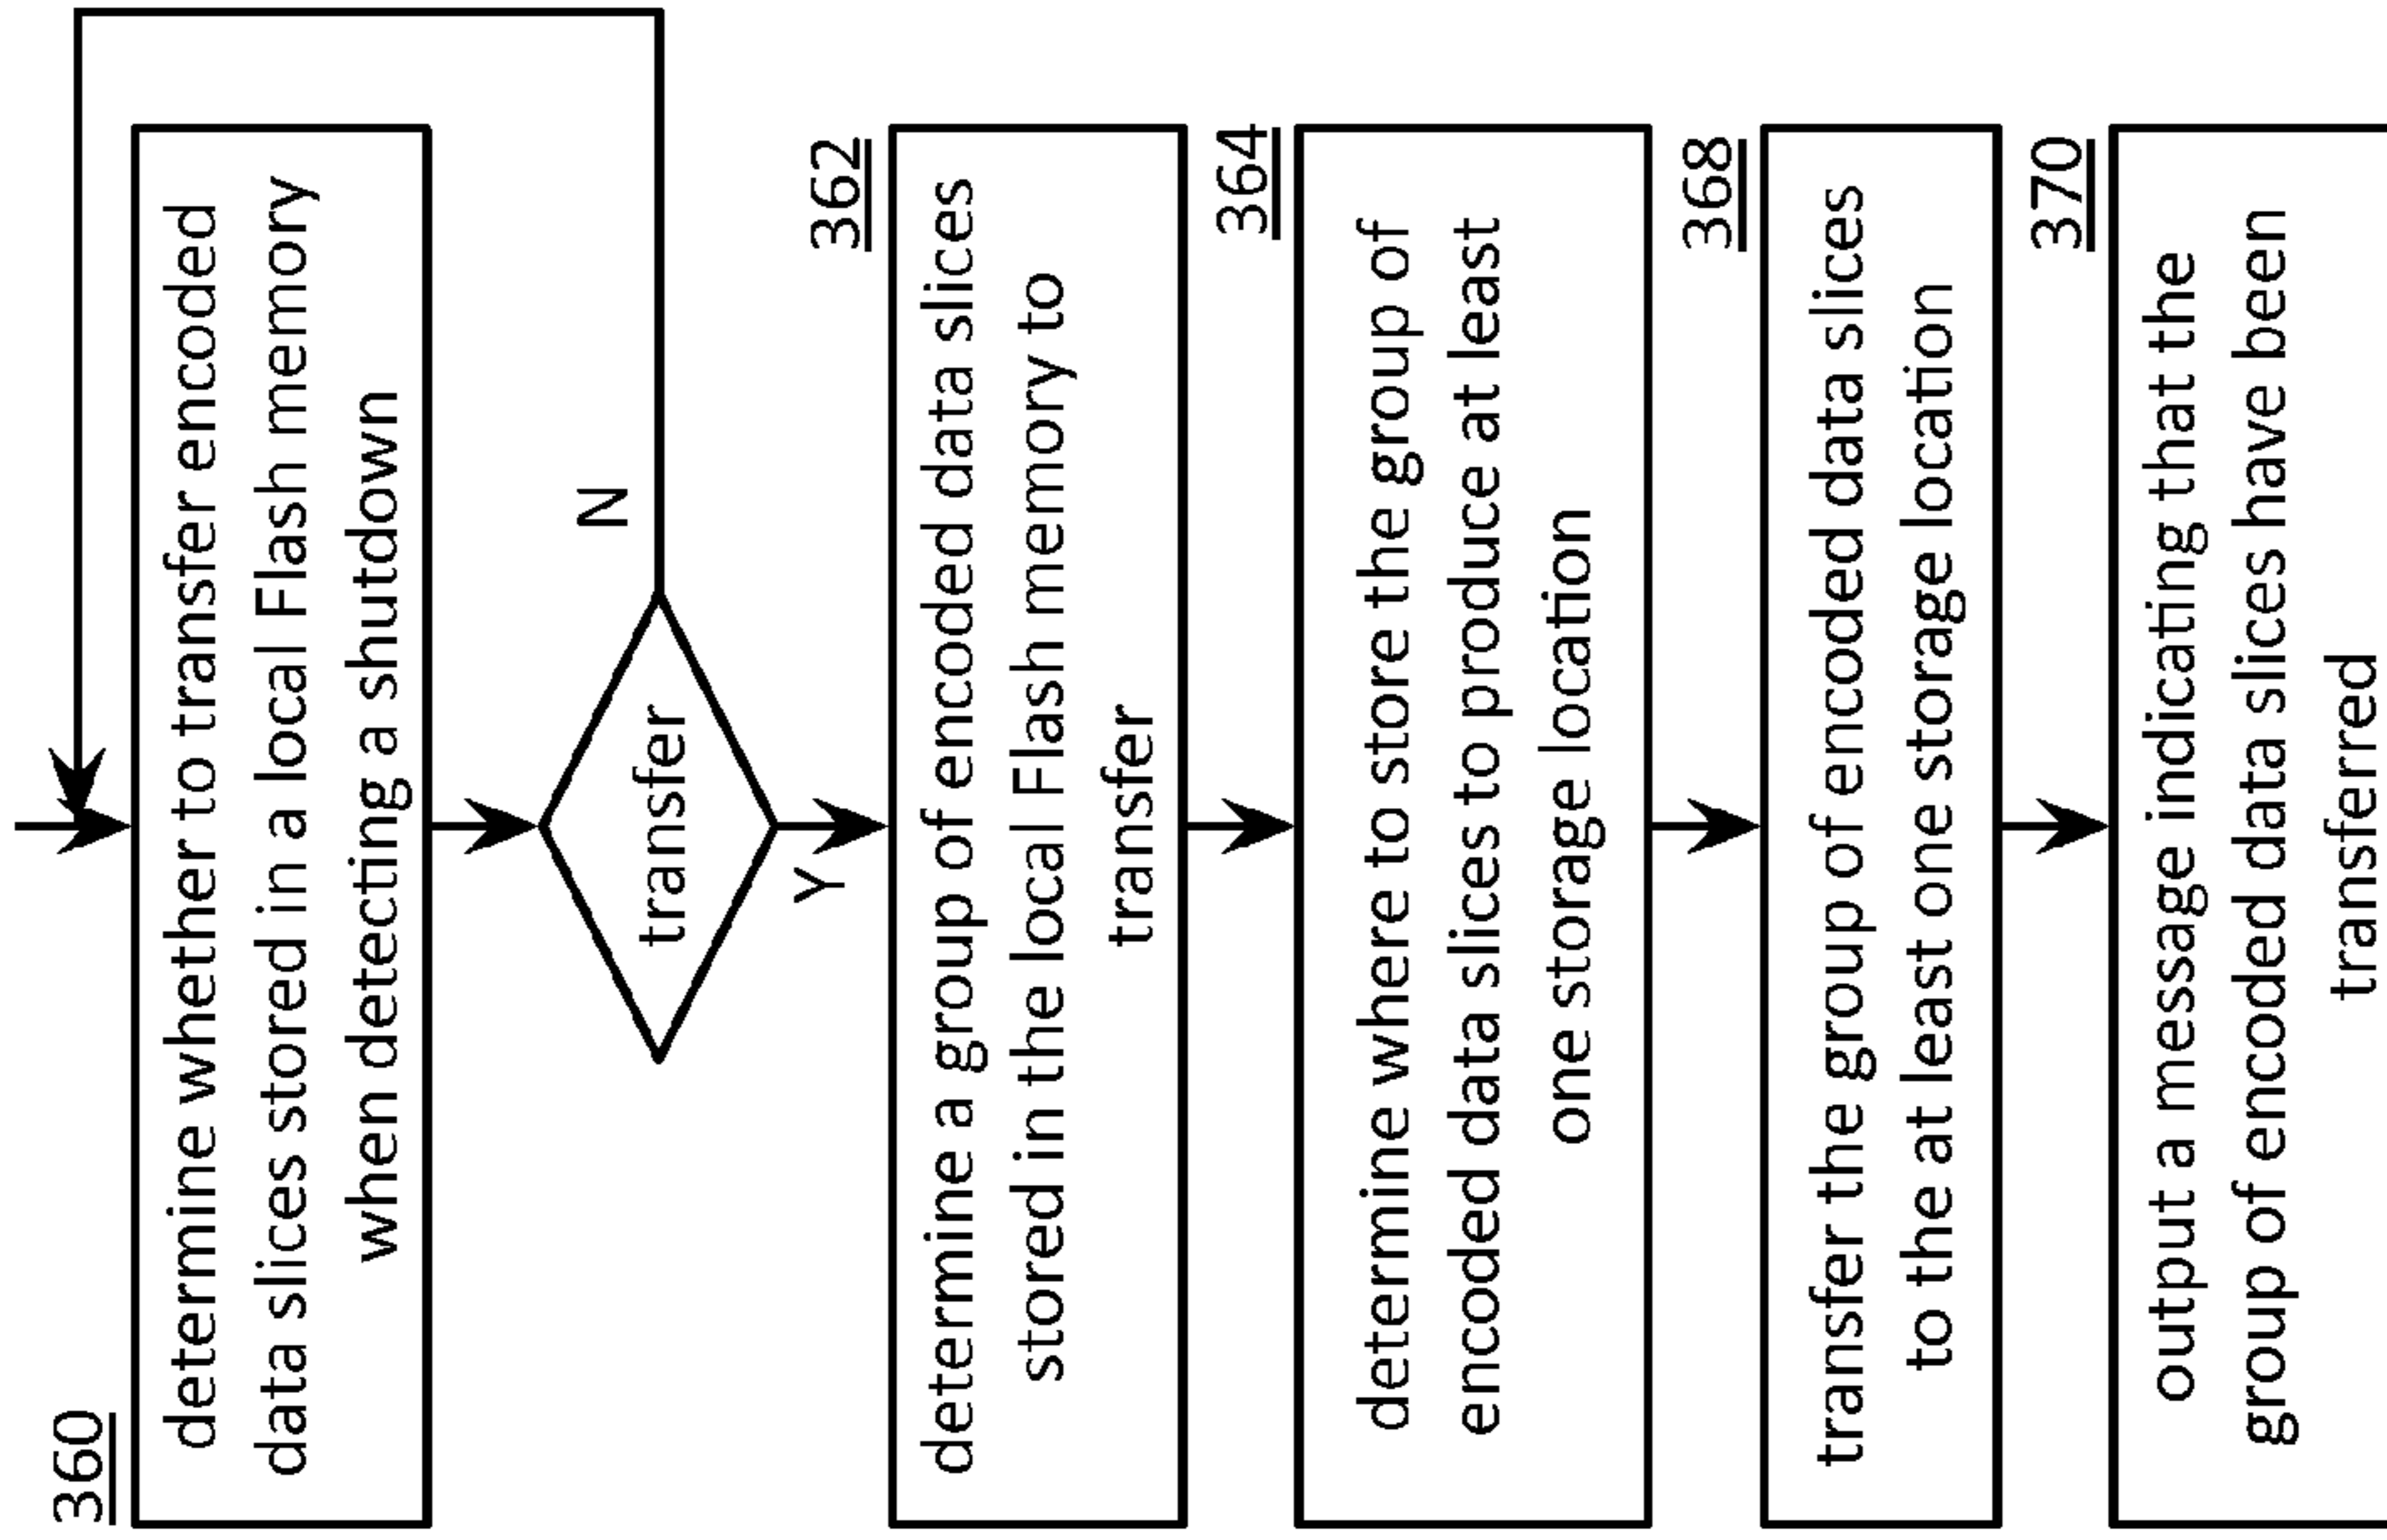 360
determine whether to transfer encoded
data slices stored in a local Flash memory
when detecting a shutdown
transfer
N
Y
362
determine a group of encoded data slices
stored in the local Flash memory to
transfer
364
determine where to store the group of
encoded data slices to produce at least
one storage location
368
transfer the group of encoded data slices
to the at least one storage location
370
output a message indicating that the
group of encoded data slices have been
transferred